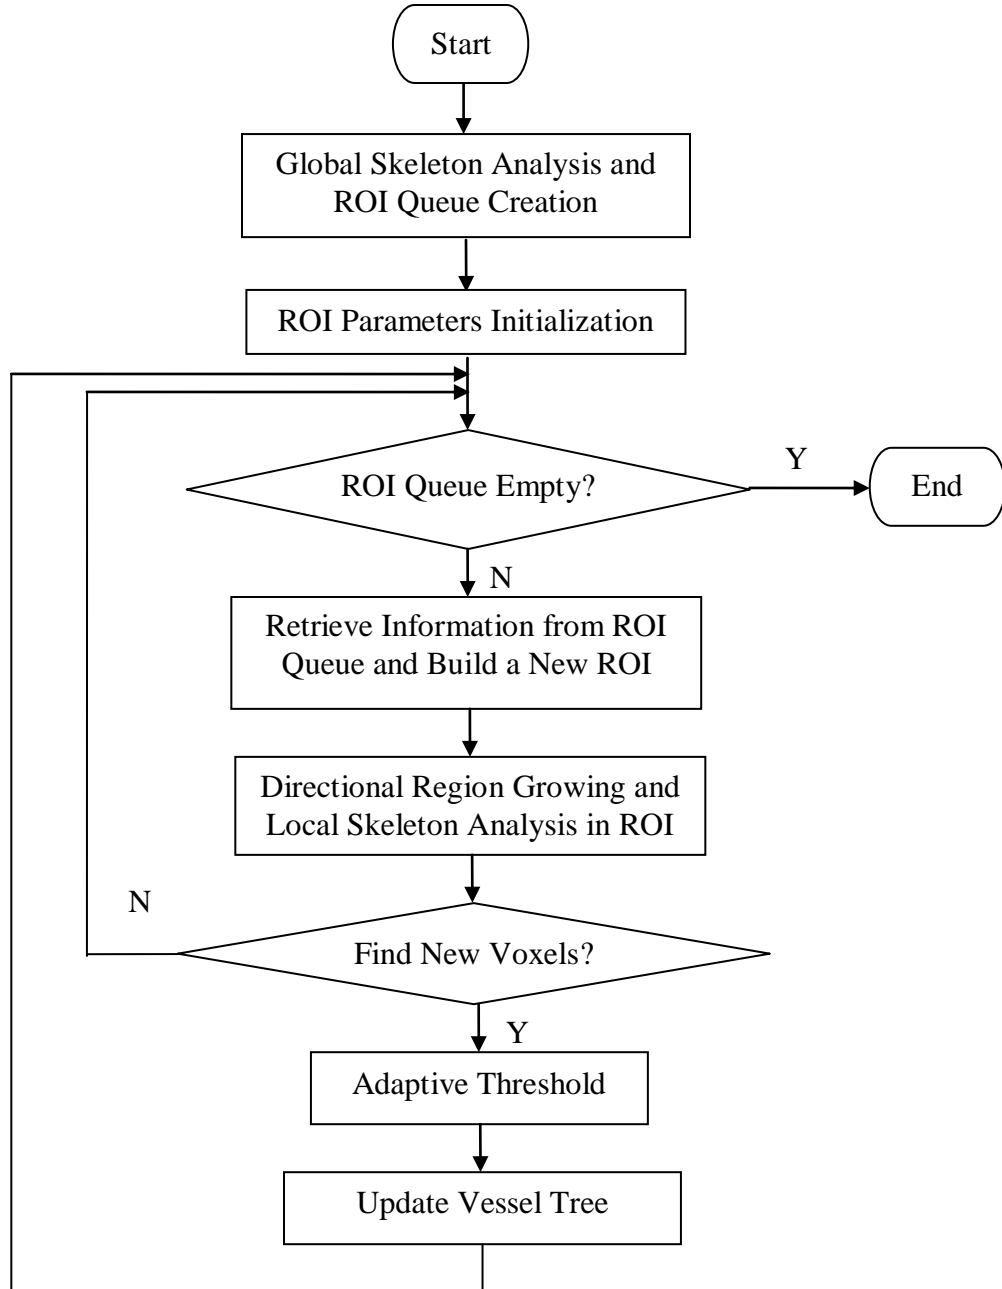 Start
Global Skeleton Analysis and
ROI Queue Creation
ROI Parameters Initialization
ROI Queue Empty?
Y
End
N
Retrieve Information from ROI
Queue and Build a New ROI
Directional Region Growing and
Local Skeleton Analysis in ROI
N
Find New Voxels?
Y
Adaptive Threshold
Update Vessel Tree